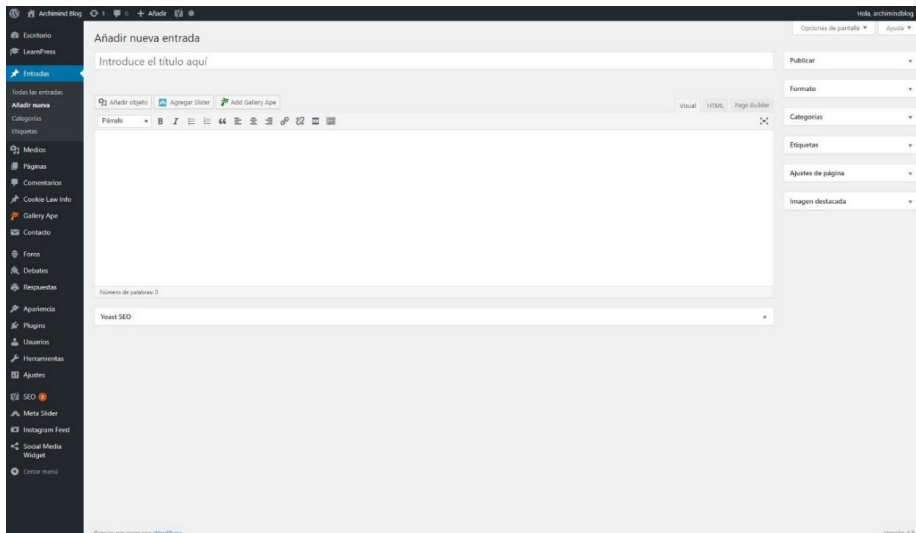 Archimind Blog 1 0 Añadir
Hola, archimindblog
Opciones de pantalla Ayuda
Escritorio
LearnPress
Entradas
Todas las entradas
Añadir nueva
Categorías
Etiquetas
Medios
Páginas
Comentarios
Cookie Law Info
Gallery Ape
Contacto
Foros
Debates
Respuestas
Apariencia
Plugins
Usuarios
Herramientas
Ajustes
SEO
Meta Slider
Instagram Feed
Social Media
Widget
Cerrar menú
Añadir nueva entrada
Introduce el título aquí
Añadir objeto Agregar Slider Add Gallery Ape
Visual HTML Page Builder
Párrafo B I
Número de palabras: 0
Yoast SEO
Publicar
Formato
Categorías
Etiquetas
Ajustes de página
Imagen destacada
WordPress